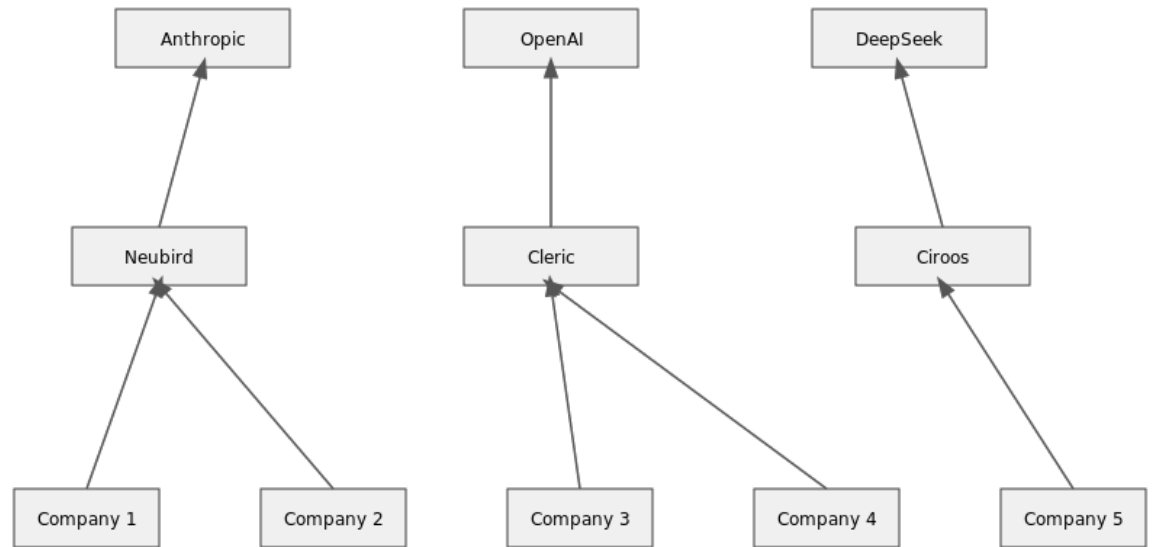 Anthropic
OpenAI
DeepSeek
Neubird
Cleric
Ciroos
Company 1
Company 2
Company 3
Company 4
Company 5